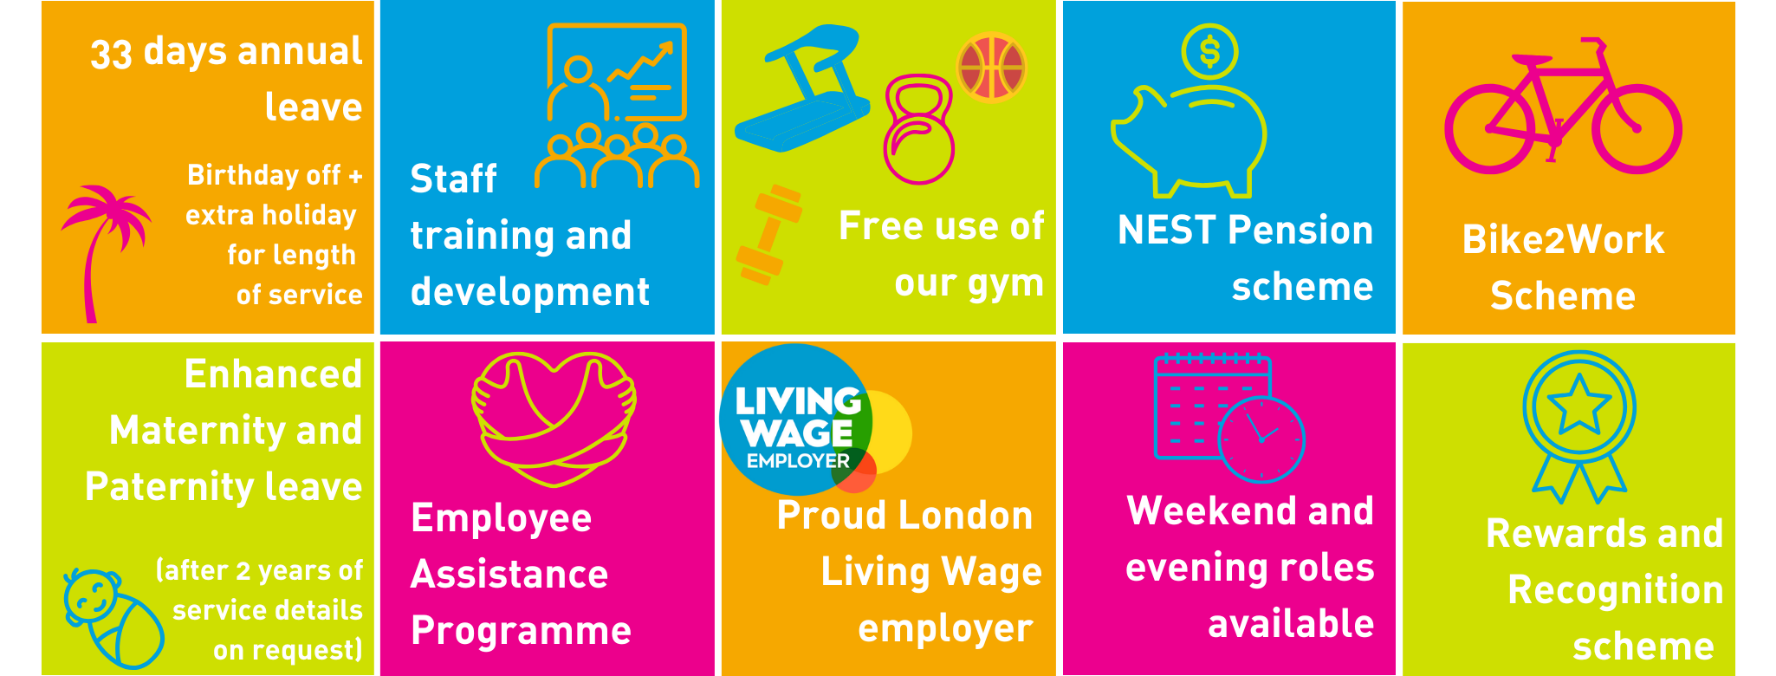 33 days annual
leave
Birthday off +
extra holiday
for length
of service
Staff
training and
development
Free use of
our gym
$
NEST Pension
scheme
Bike2Work
Scheme
Enhanced
Maternity and
Paternity leave
(after 2 years of
service details
on request)
Employee
Assistance
Programme
LIVING
WAGE
EMPLOYER
Proud London
Living Wage
employer
Weekend and
evening roles
available
Rewards and
Recognition
scheme